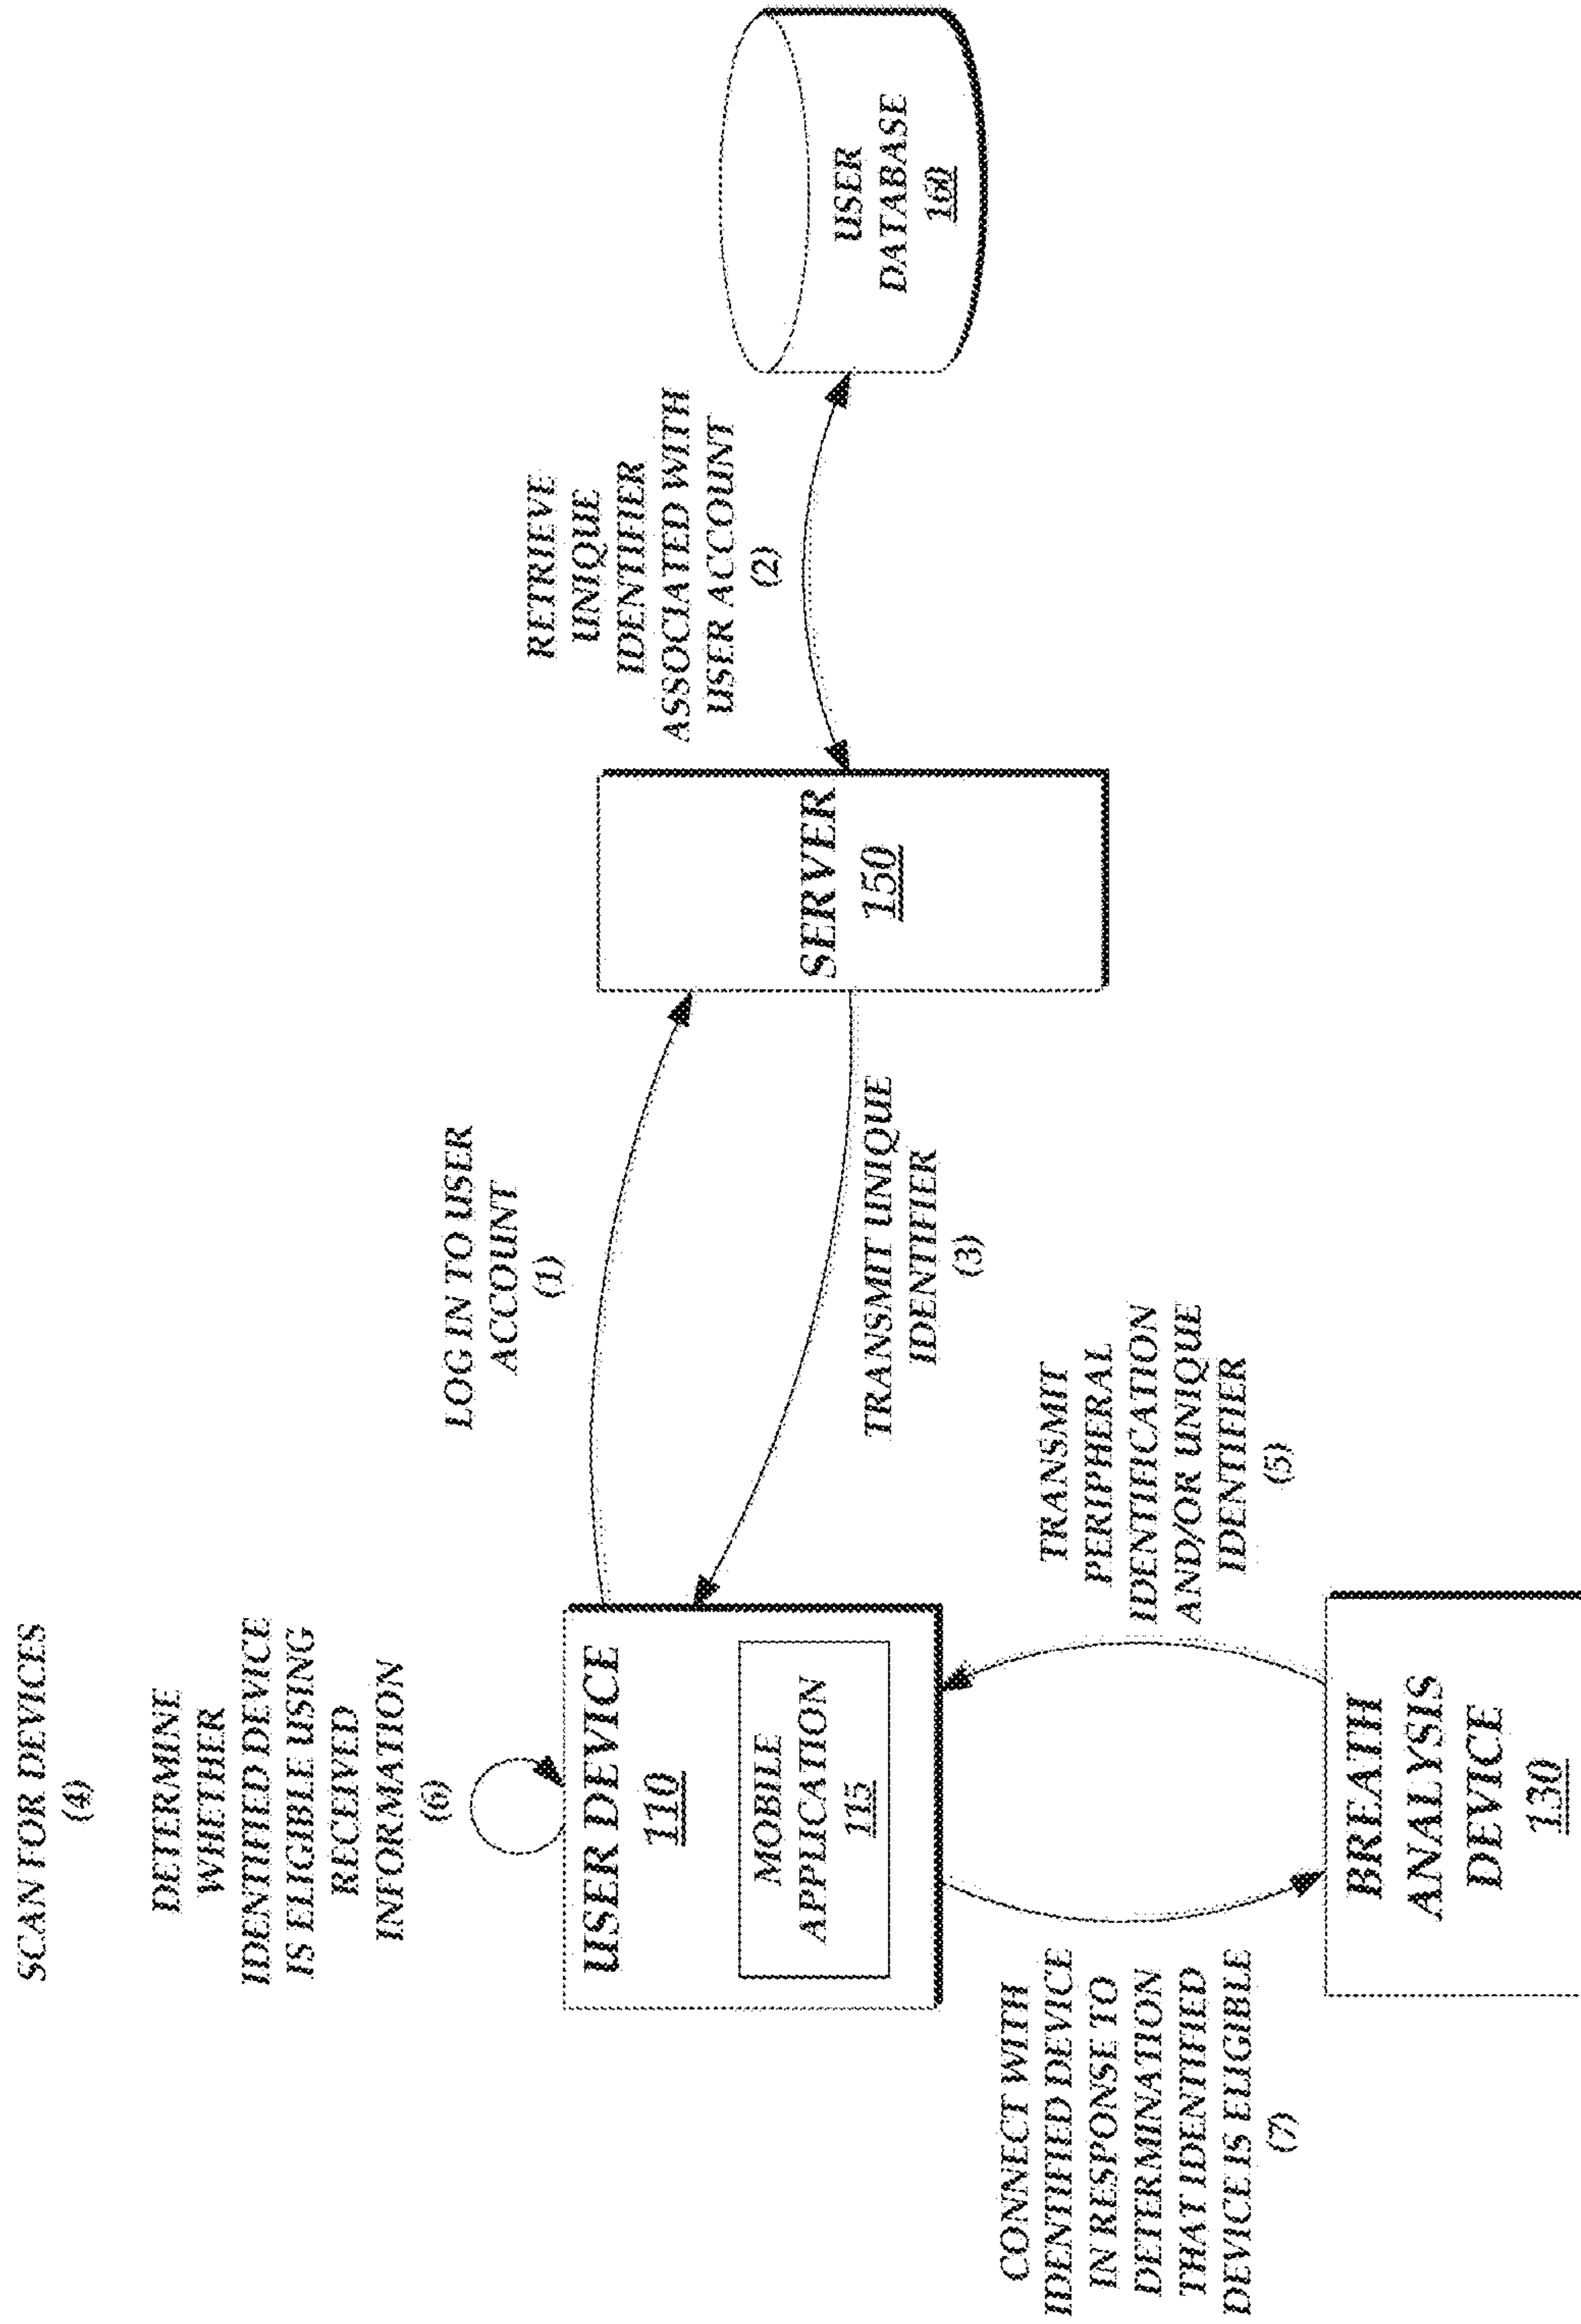 SCAN FOR DEVICES
(4)
DETERMINE
WHETHER
IDENTIFIED DEVICE
IS ELIGIBLE USING
RECEIVED
INFORMATION
(6)
USER DEVICE
110
MOBILE
APPLICATION
115
LOG IN TO USER
ACCOUNT
(1)
TRANSMIT UNIQUE
IDENTIFIER
(3)
SERVER
150
RETRIEVE
UNIQUE
IDENTIFIER
ASSOCIATED WITH
USER ACCOUNT
(2)
USER
DATABASE
160
CONNECT WITH
IDENTIFIED DEVICE
IN RESPONSE TO
DETERMINATION
THAT IDENTIFIED
DEVICE IS ELIGIBLE
(7)
TRANSMIT
PERIPHERAL
IDENTIFICATION
AND/OR UNIQUE
IDENTIFIER
(5)
BREATH
ANALYSIS
DEVICE
130